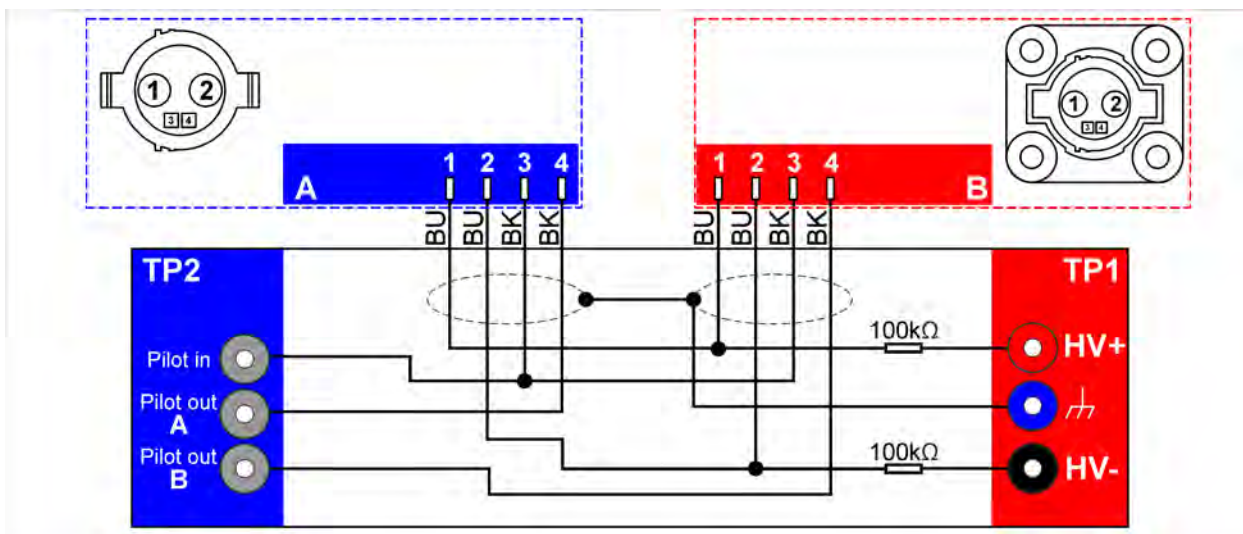 1 2
3 4
1 2
3 4
1 2 3 4
A
1 2 3 4
B
BU BU BK BK
BU BU BK BK
TP2
TP1
100kΩ
HV+
Pilot in
Pilot out
A
Pilot out
B
100kΩ
HV-